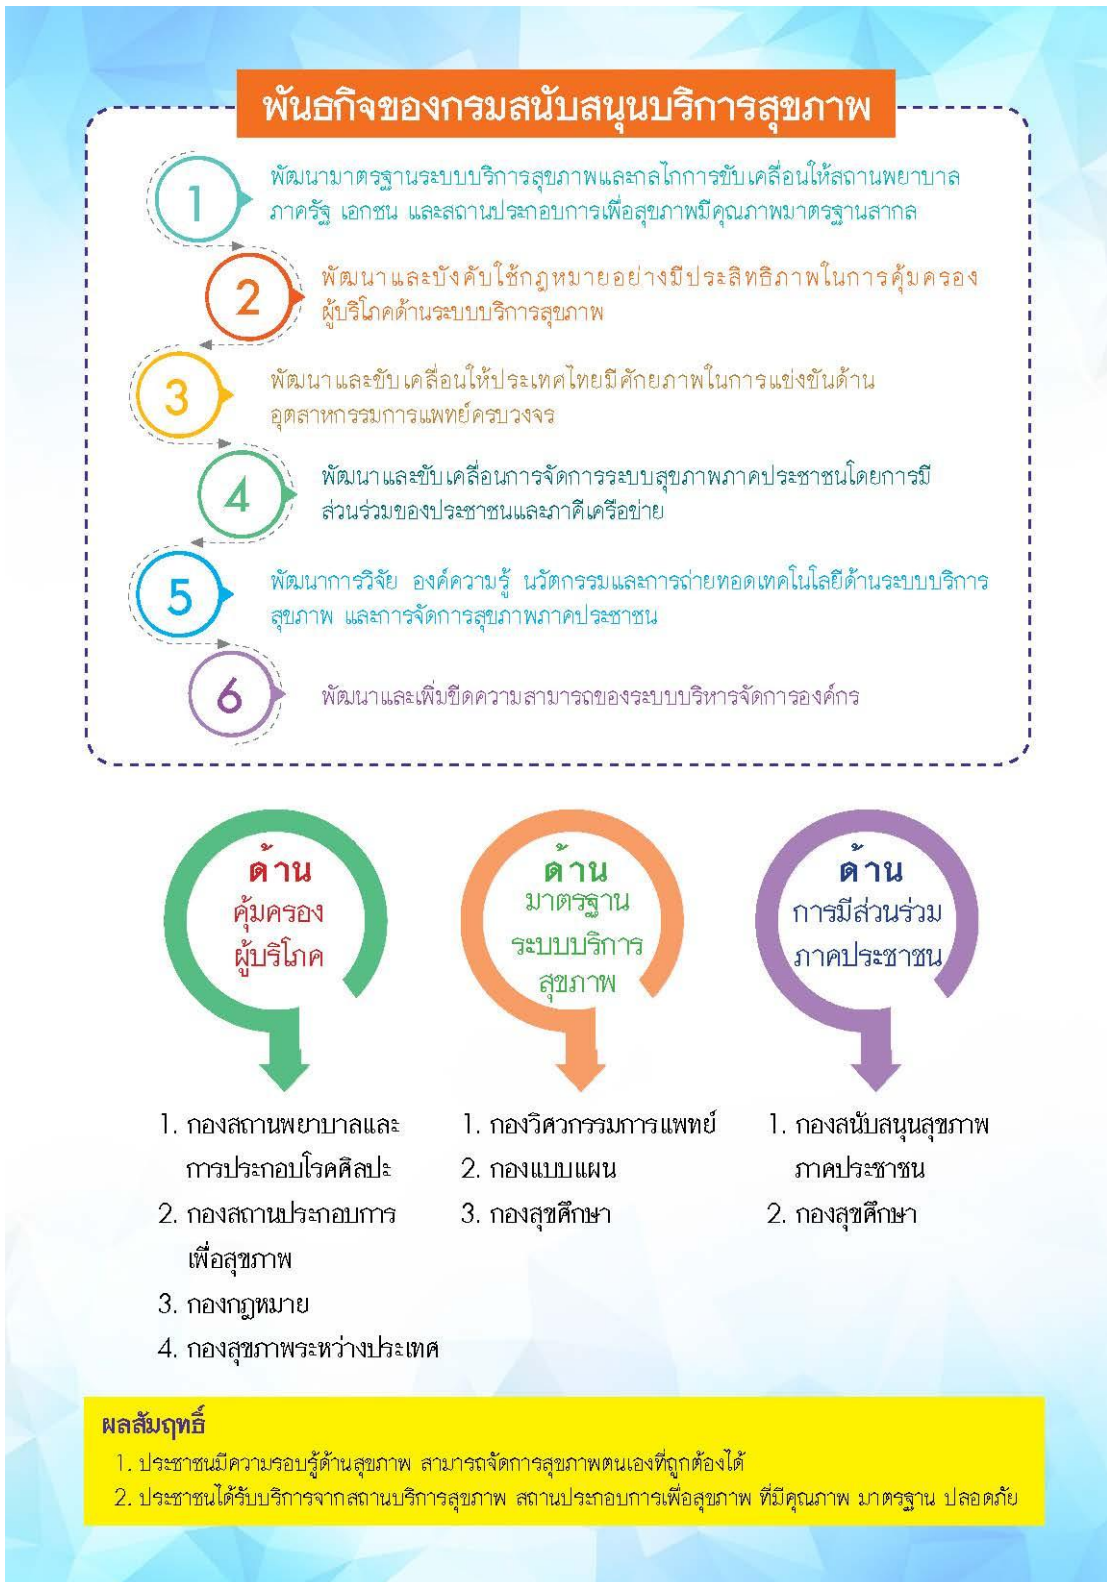 พันธกิจของกรมสนับสนุนบริการสุขภาพ
1
พัฒนามาตรฐานระบบบริการสุขภาพและกลไกการขับเคลื่อนให้สถานพยาบาล
ภาครัฐ เอกชน และสถานประกอบการเพื่อสุขภาพมีคุณภาพมาตรฐานสากล
2
พัฒนาและบังคับใช้กฎหมายอย่างมีประสิทธิภาพในการคุ้มครอง
ผู้บริโภคด้านระบบบริการสุขภาพ
3
พัฒนาและขับเคลื่อนให้ประเทศไทยมีศักยภาพในการแข่งขันด้าน
อุตสาหกรรมการแพทย์ครบวงจร
4
พัฒนาและขับเคลื่อนการจัดการระบบสุขภาพภาคประชาชนโดยการมี
ส่วนร่วมของประชาชนและภาคีเครือข่าย
5
พัฒนาการวิจัย องค์ความรู้ นวัตกรรมและการถ่ายทอดเทคโนโลยีด้านระบบบริการ
สุขภาพ และการจัดการสุขภาพภาคประชาชน
6
พัฒนาและเพิ่มขีดความสามารถของระบบบริหารจัดการองค์กร
ด้าน
คุ้มครอง
ผู้บริโภค
1. กองสถานพยาบาลและ
การประกอบโรคศิลปะ
2. กองสถานประกอบการ
เพื่อสุขภาพ
3. กองกฎหมาย
4. กองสุขภาพระหว่างประเทศ
ด้าน
มาตรฐาน
ระบบบริการ
สุขภาพ
1. กองวิศวกรรมการแพทย์
2. กองแบบแผน
3. กองสุขศึกษา
ด้าน
การมีส่วนร่วม
ภาคประชาชน
1. กองสนับสนุนสุขภาพ
ภาคประชาชน
2. กองสุขศึกษา
ผลสัมฤทธิ์
1. ประชาชนมีความรอบรู้ด้านสุขภาพ สามารถจัดการสุขภาพตนเองที่ถูกต้องได้
2. ประชาชนได้รับบริการจากสถานบริการสุขภาพ สถานประกอบการเพื่อสุขภาพ ที่มีคุณภาพ มาตรฐาน ปลอดภัย